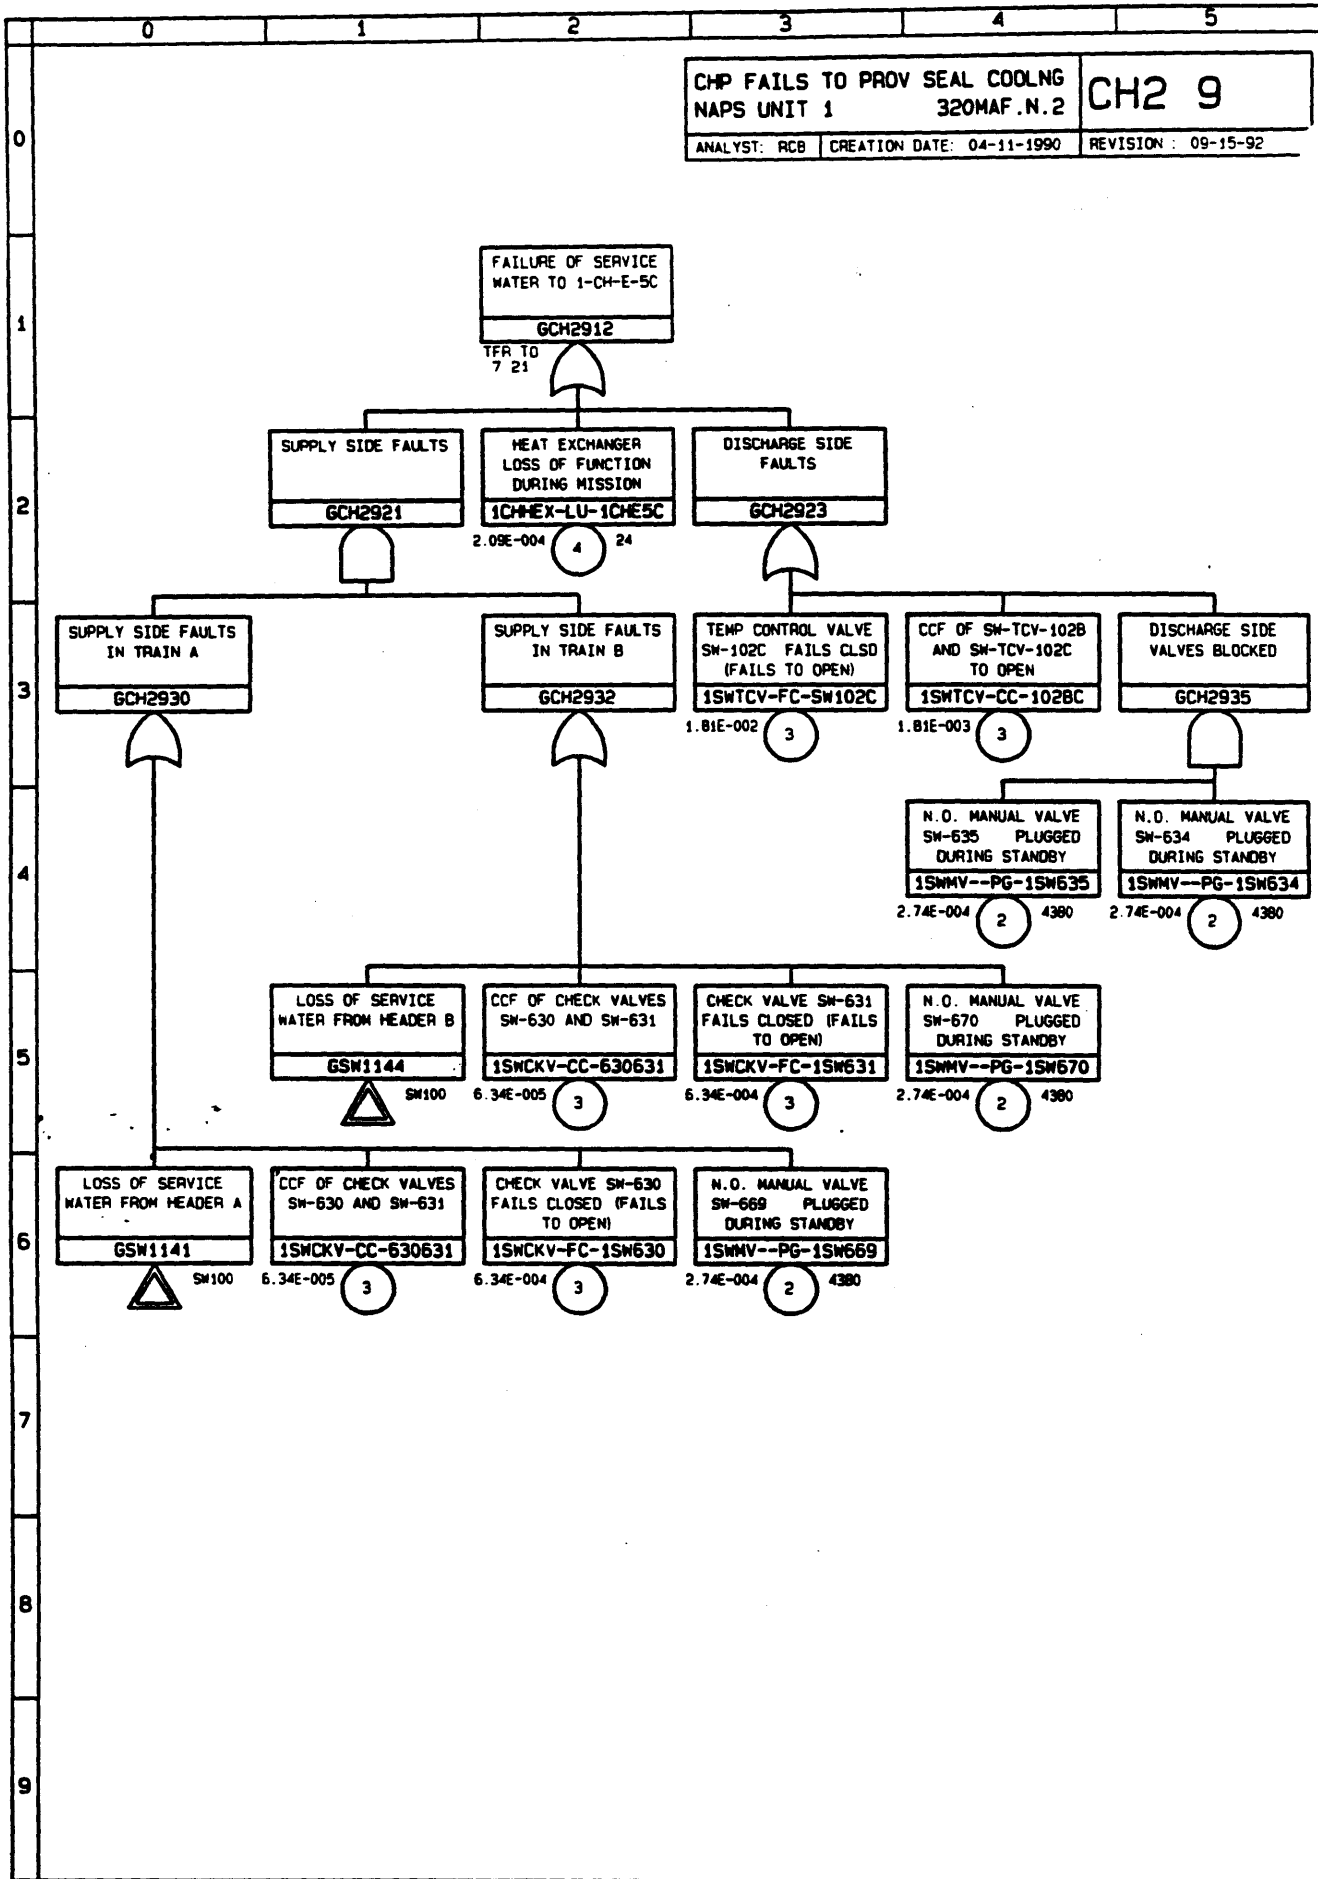 0 1 2 3 4 5
CHP FAILS TO PROV SEAL COOLNG
NAPS UNIT 1 320MAF.N.2
CH2 9
ANALYST: RCB CREATION DATE: 04-11-1990 REVISION : 09-15-92
0
FAILURE OF SERVICE
WATER TO 1-CH-E-5C
GCH2912
TFR TO
7 21
1
SUPPLY SIDE FAULTS
GCH2921
HEAT EXCHANGER
LOSS OF FUNCTION
DURING MISSION
1CHHEX-LU-1CHE5C
2.09E-004 4 24
DISCHARGE SIDE
FAULTS
GCH2923
2
SUPPLY SIDE FAULTS
IN TRAIN A
GCH2930
SUPPLY SIDE FAULTS
IN TRAIN B
GCH2932
TEMP CONTROL VALVE
SW-102C FAILS CLSD
(FAILS TO OPEN)
1SWTCV-FC-SW102C
1.81E-002 3
CCF OF SW-TCV-102B
AND SW-TCV-102C
TO OPEN
1SWTCV-CC-102BC
1.81E-003 3
DISCHARGE SIDE
VALVES BLOCKED
GCH2935
3
N.O. MANUAL VALVE
SW-635 PLUGGED
DURING STANDBY
1SWMV--PG-1SW635
2.74E-004 2 4380
N.O. MANUAL VALVE
SW-634 PLUGGED
DURING STANDBY
1SWMV--PG-1SW634
2.74E-004 2 4380
4
LOSS OF SERVICE
WATER FROM HEADER B
GSW1144
SW100
CCF OF CHECK VALVES
SW-630 AND SW-631
1SWCKV-CC-630631
6.34E-005 3
CHECK VALVE SW-631
FAILS CLOSED (FAILS
TO OPEN)
1SWCKV-FC-1SW631
6.34E-004 3
N.O. MANUAL VALVE
SW-670 PLUGGED
DURING STANDBY
1SWMV--PG-1SW670
2.74E-004 2 4380
5
LOSS OF SERVICE
WATER FROM HEADER A
GSW1141
SW100
CCF OF CHECK VALVES
SW-630 AND SW-631
1SWCKV-CC-630631
6.34E-005 3
CHECK VALVE SW-630
FAILS CLOSED (FAILS
TO OPEN)
1SWCKV-FC-1SW630
6.34E-004 3
N.O. MANUAL VALVE
SW-669 PLUGGED
DURING STANDBY
1SWMV--PG-1SW669
2.74E-004 2 4380
6
7
8
9